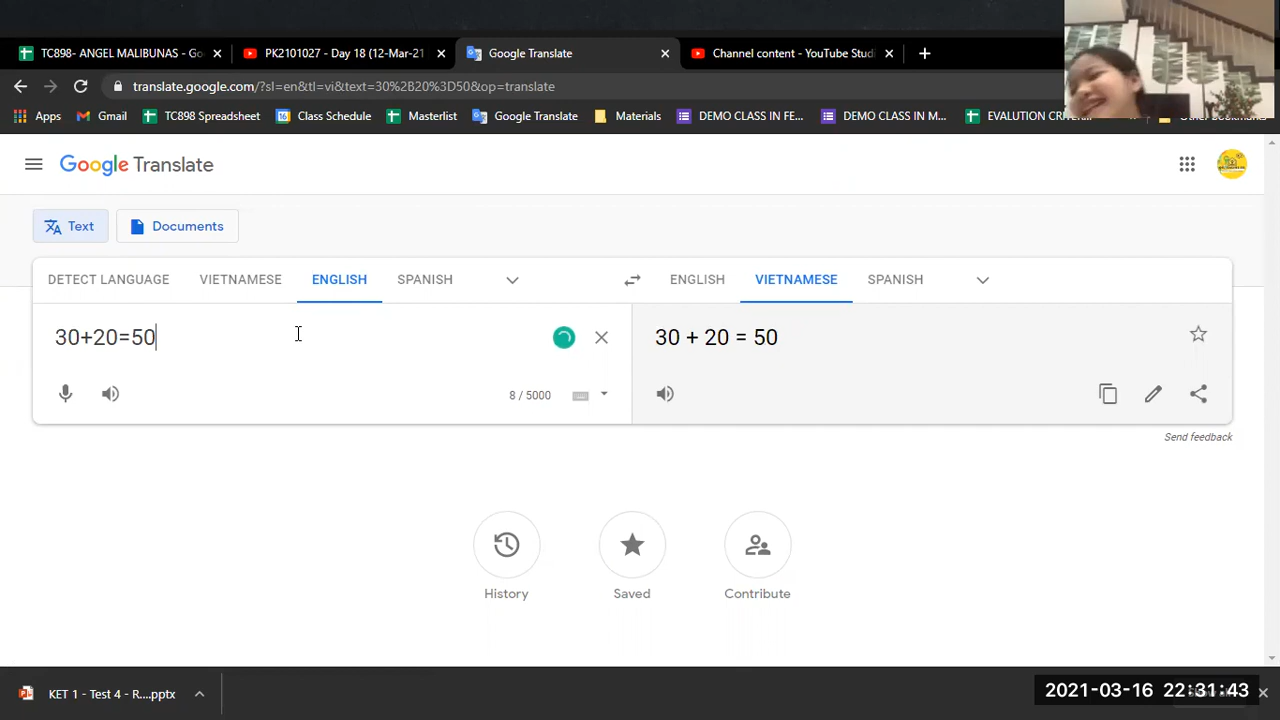 TC898- ANGEL MALIBUNAS - Go
PK2101027 - Day 18 (12-Mar-21
Google Translate
Channel content - YouTube Studi
translate.google.com/?sl=en&tl=vi&text=30%2B20%3D50&op=translate
Apps
Gmail
TC898 Spreadsheet
Class Schedule
Masterlist
Google Translate
Materials
DEMO CLASS IN FE...
DEMO CLASS IN M...
EVALUTION CRITERI...
Google Translate
Text
Documents
DETECT LANGUAGE
VIETNAMESE
ENGLISH
SPANISH
ENGLISH
VIETNAMESE
SPANISH
30+20=50
30 + 20 = 50
8 / 5000
Send feedback
History
Saved
Contribute
KET 1 - Test 4 - R....pptx
2021-03-16 22:31:43